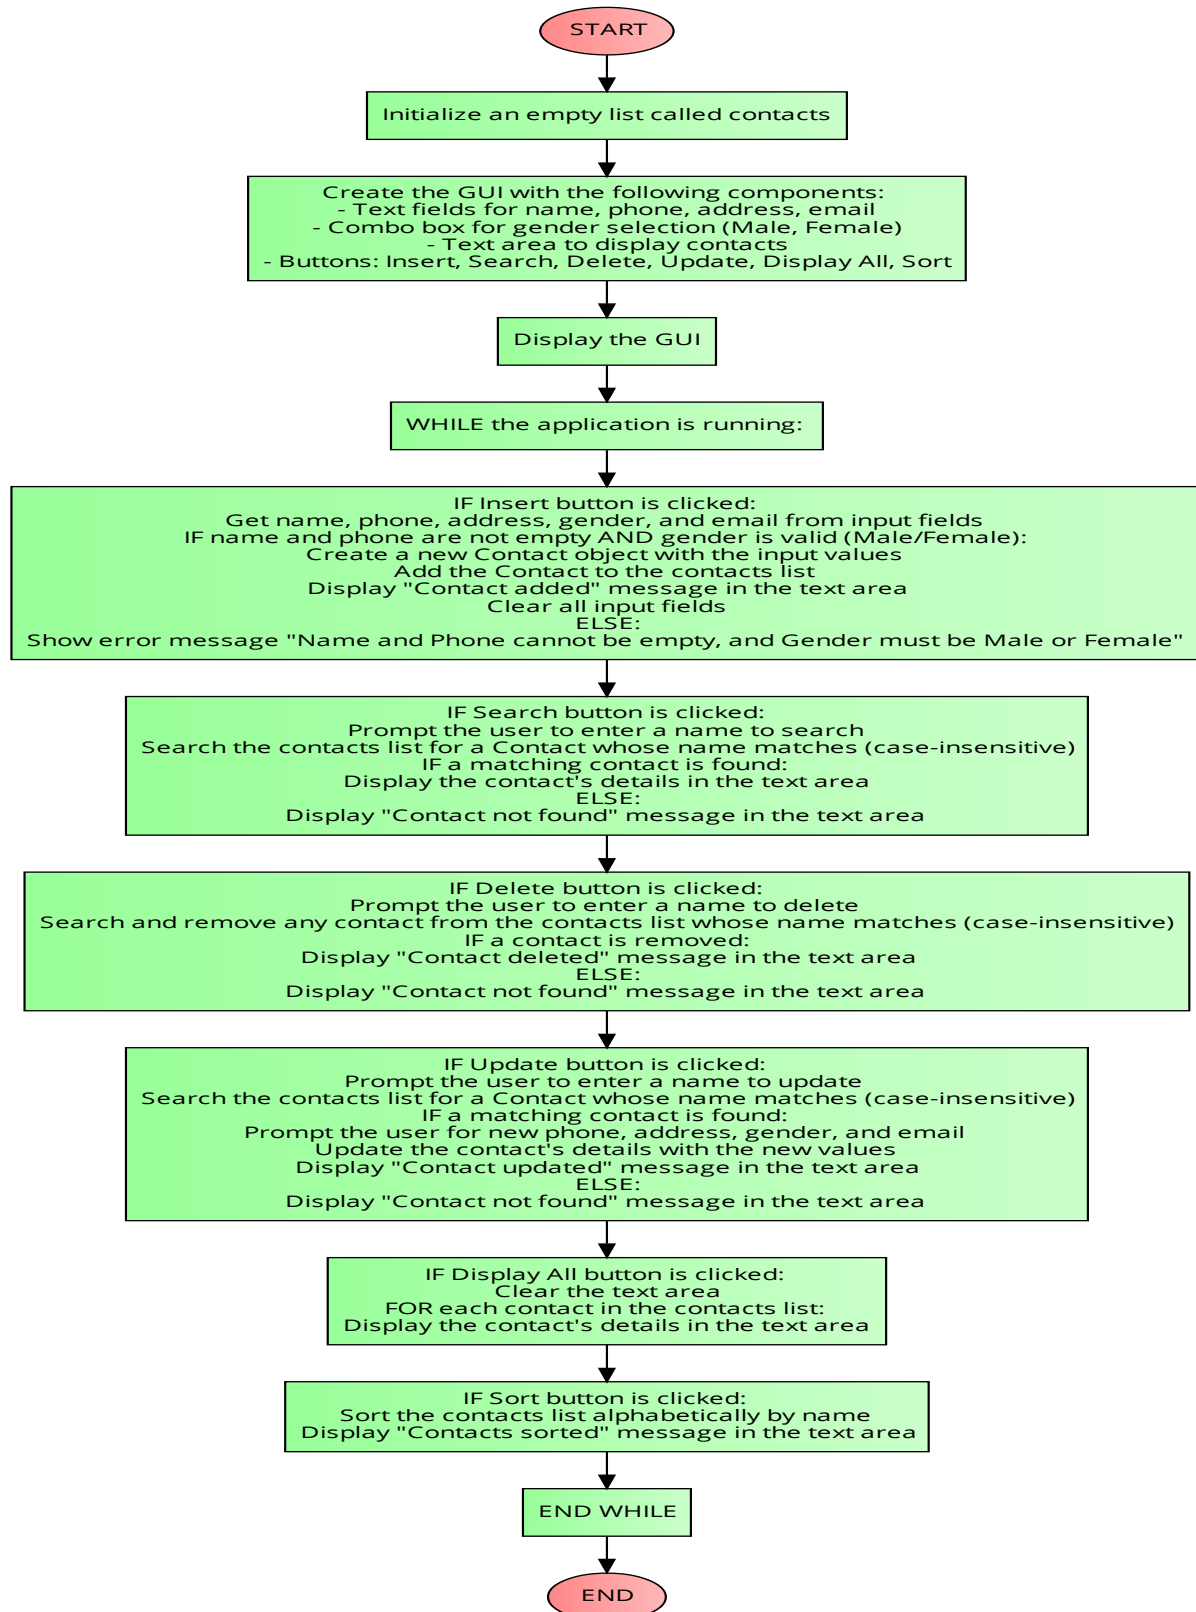 START
Initialize an empty list called contacts
Create the GUI with the following components:
- Text fields for name, phone, address, email
- Combo box for gender selection (Male, Female)
- Text area to display contacts
- Buttons: Insert, Search, Delete, Update, Display All, Sort
Display the GUI
WHILE the application is running:
IF Insert button is clicked:
Get name, phone, address, gender, and email from input fields
IF name and phone are not empty AND gender is valid (Male/Female):
Create a new Contact object with the input values
Add the Contact to the contacts list
Display "Contact added" message in the text area
Clear all input fields
ELSE:
Show error message "Name and Phone cannot be empty, and Gender must be Male or Female"
IF Search button is clicked:
Prompt the user to enter a name to search
Search the contacts list for a Contact whose name matches (case-insensitive)
IF a matching contact is found:
Display the contact's details in the text area
ELSE:
Display "Contact not found" message in the text area
IF Delete button is clicked:
Prompt the user to enter a name to delete
Search and remove any contact from the contacts list whose name matches (case-insensitive)
IF a contact is removed:
Display "Contact deleted" message in the text area
ELSE:
Display "Contact not found" message in the text area
IF Update button is clicked:
Prompt the user to enter a name to update
Search the contacts list for a Contact whose name matches (case-insensitive)
IF a matching contact is found:
Prompt the user for new phone, address, gender, and email
Update the contact's details with the new values
Display "Contact updated" message in the text area
ELSE:
Display "Contact not found" message in the text area
IF Display All button is clicked:
Clear the text area
FOR each contact in the contacts list:
Display the contact's details in the text area
IF Sort button is clicked:
Sort the contacts list alphabetically by name
Display "Contacts sorted" message in the text area
END WHILE
END